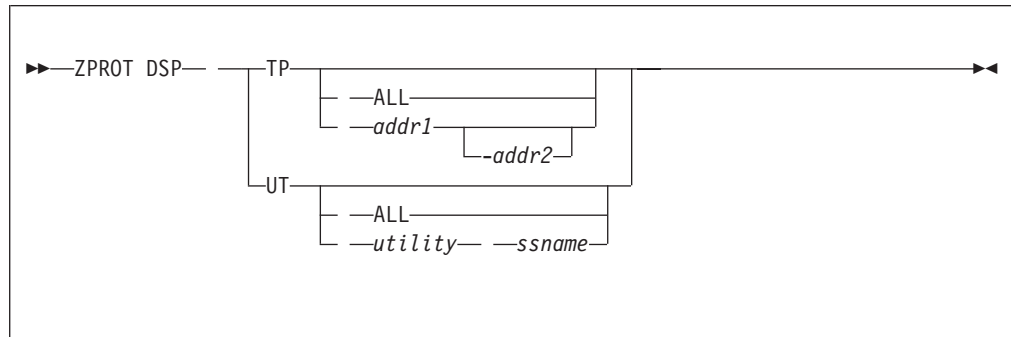 ZPROT DSP TP
ALL
addr1
-addr2
UT
ALL
utility ssname